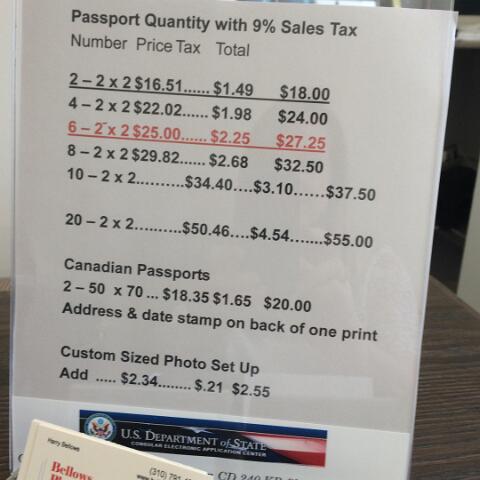 Passport Quantity with 9% Sales Tax
Number Price Tax Total
2 – 2 x 2 $16.51...... $1.49 $18.00
4 – 2 x 2 $22.02...... $1.98 $24.00
6 – 2 x 2 $25.00...... $2.25 $27.25
8 – 2 x 2 $29.82...... $2.68 $32.50
10 – 2 x 2..........$34.40....$3.10......$37.50
20 – 2 x 2..........$50.46....$4.54.......$55.00
Canadian Passports
2 – 50 x 70 ... $18.35 $1.65 $20.00
Address & date stamp on back of one print
Custom Sized Photo Set Up
Add ..... $2.34........ $.21 $2.55
U.S. DEPARTMENT of STATE
CONSULAR ELECTRONIC APPLICATION CENTER
Harry Bellows
(310)
Bellows